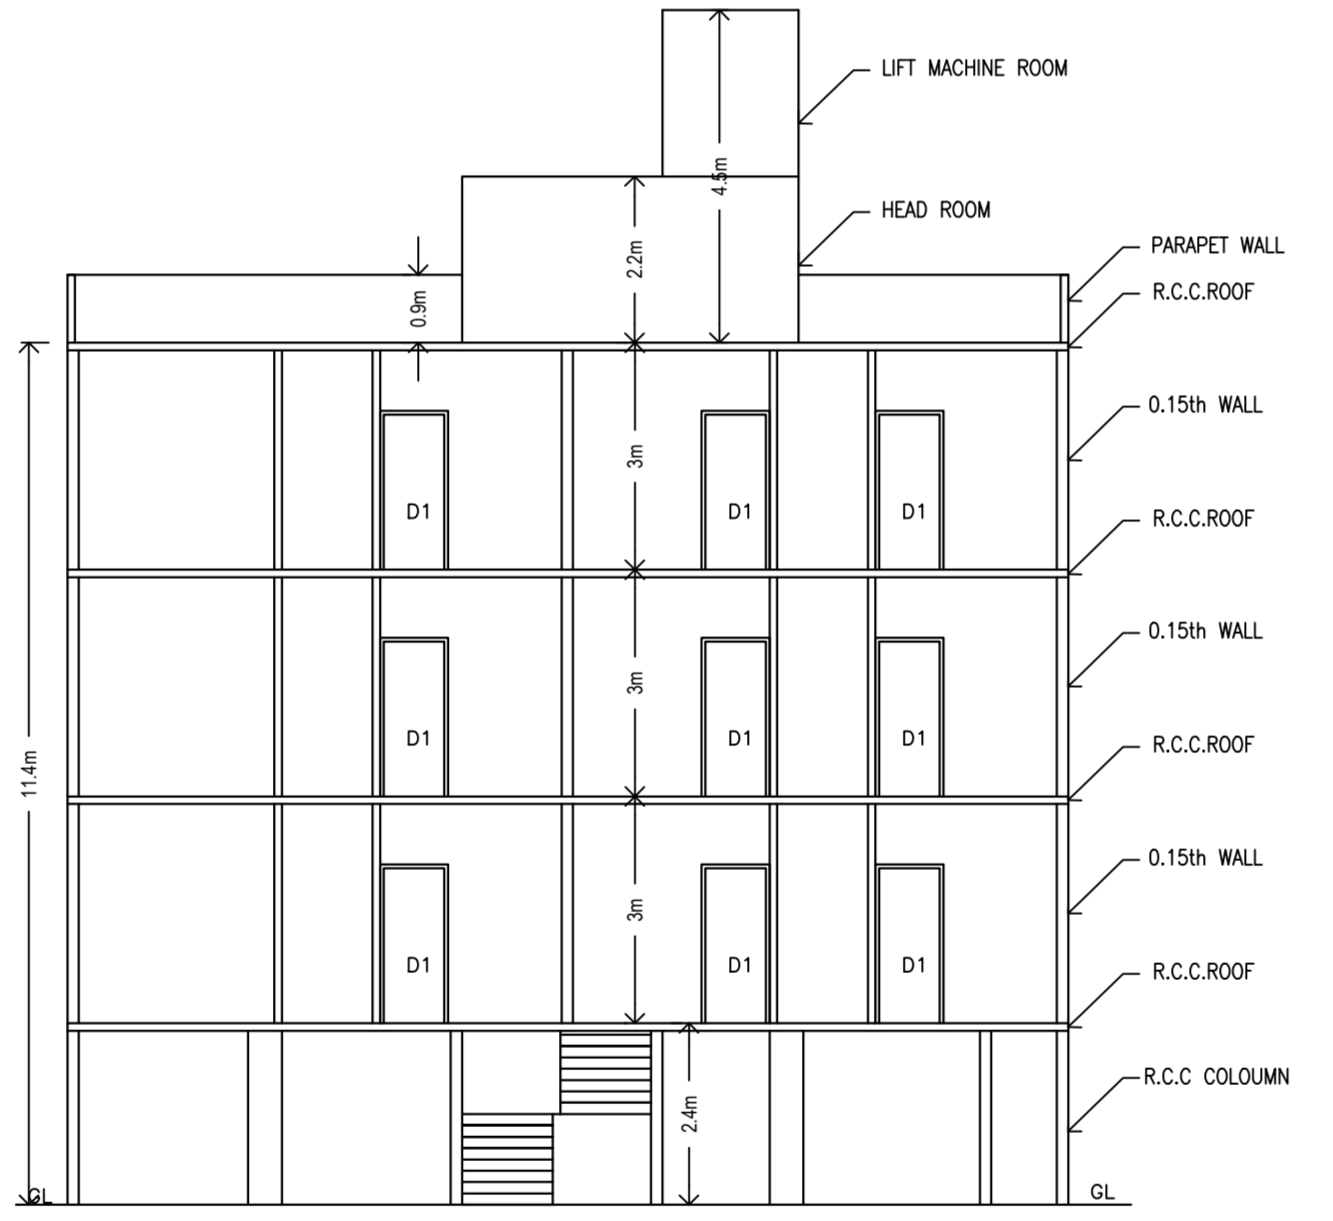 LIFT MACHINE ROOM
4.5m
HEAD ROOM
PARAPET WALL
2.2m
R.C.C.ROOF
0.9m
0.15th WALL
3m
D1 D1 D1
R.C.C.ROOF
0.15th WALL
3m
D1 D1 D1
R.C.C.ROOF
11.4m
0.15th WALL
3m
D1 D1 D1
R.C.C.ROOF
R.C.C COLOUMN
2.4m
GL GL